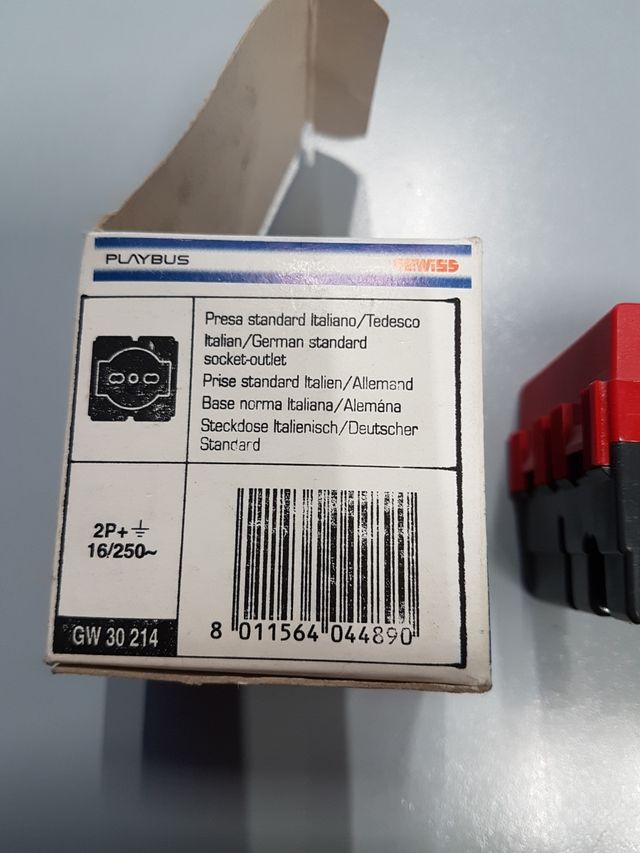 PLAYBUS
GEWISS
Presa standard Italiano/Tedesco
Italian/German standard
socket-outlet
Prise standard Italien/Allemand
Base norma Italiana/Alemána
Steckdose Italienisch/Deutscher
Standard
2P+⏚
16/250~
GW 30 214
8 011564 044890